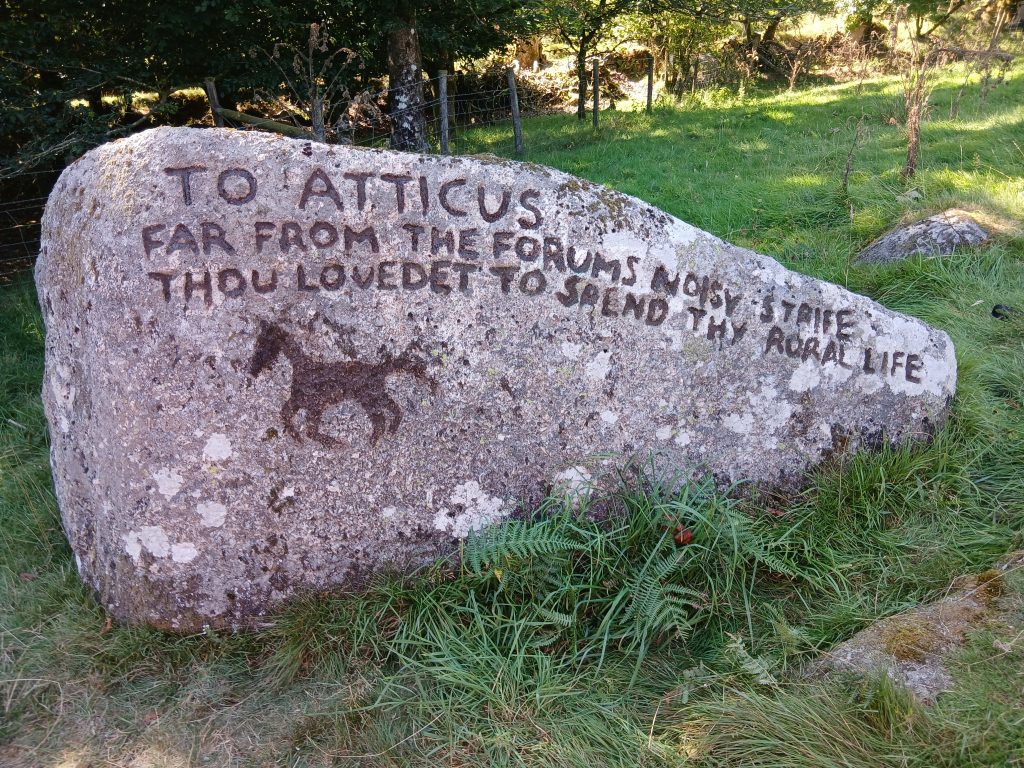 TO ATTICUS
FAR FROM THE FORUMS NOISY STRIFE
THOU LOVEDET TO SPEND THY RURAL LIFE